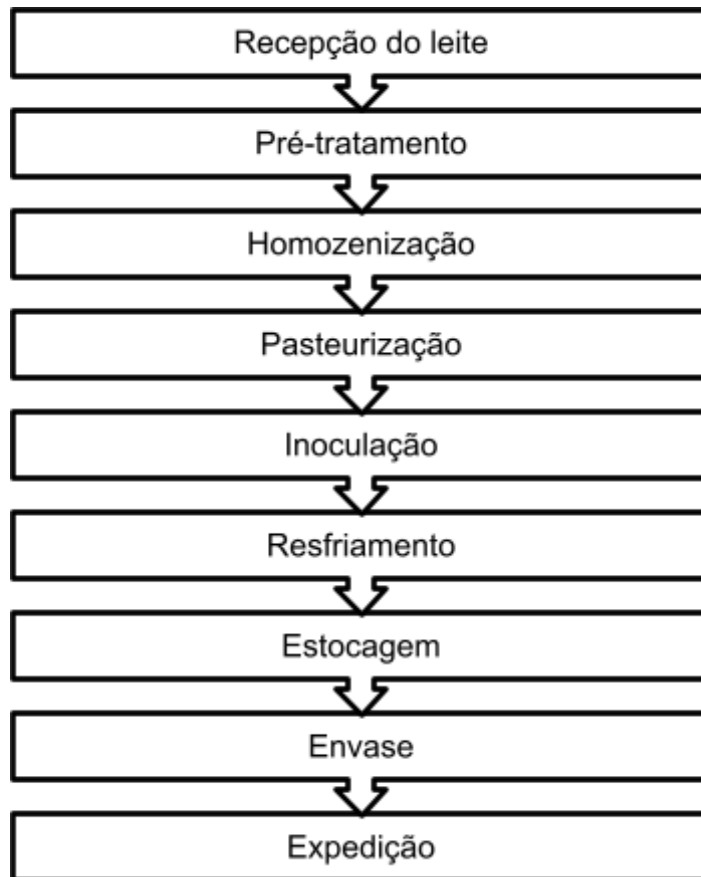 Recepção do leite
Pré-tratamento
Homozenização
Pasteurização
Inoculação
Resfriamento
Estocagem
Envase
Expedição